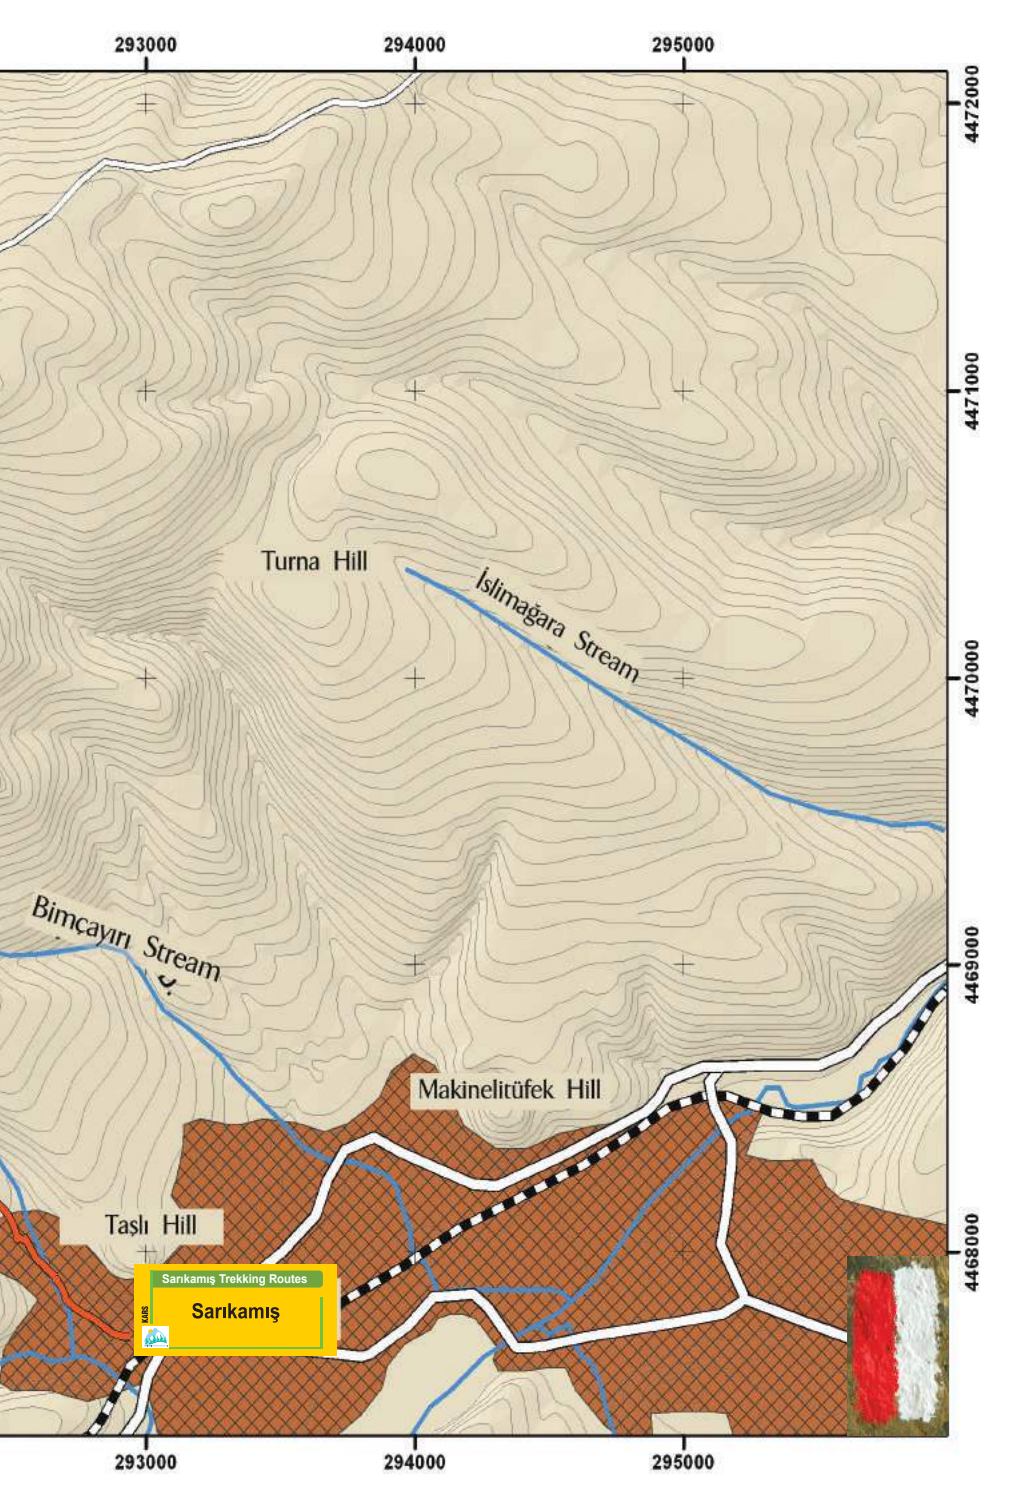 293000
294000
295000
4472000
4471000
Turna Hill
İslimağara Stream
4470000
Bimçayırı Stream
4469000
Makinelitüfek Hill
Taşlı Hill
4468000
Sarıkamış Trekking Routes
KARS
Sarıkamış
293000
294000
295000